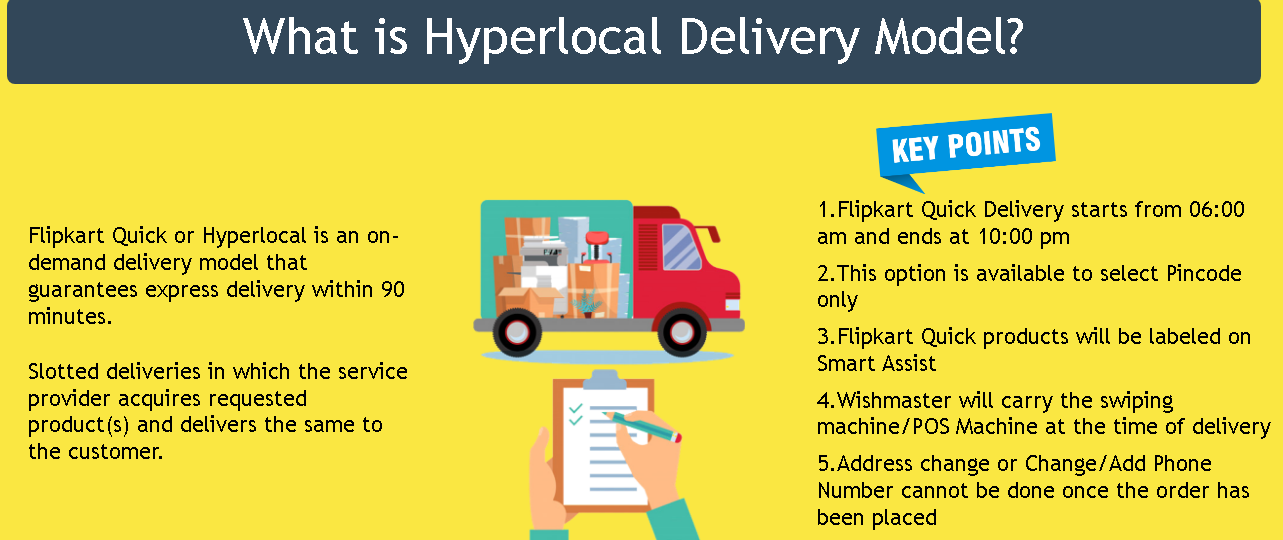 What is Hyperlocal Delivery Model?
Flipkart Quick or Hyperlocal is an on-
demand delivery model that
guarantees express delivery within 90
minutes.
Slotted deliveries in which the service
provider acquires requested
product(s) and delivers the same to
the customer.
KEY POINTS
1.Flipkart Quick Delivery starts from 06:00
am and ends at 10:00 pm
2.This option is available to select Pincode
only
3.Flipkart Quick products will be labeled on
Smart Assist
4.Wishmaster will carry the swiping
machine/POS Machine at the time of delivery
5.Address change or Change/Add Phone
Number cannot be done once the order has
been placed